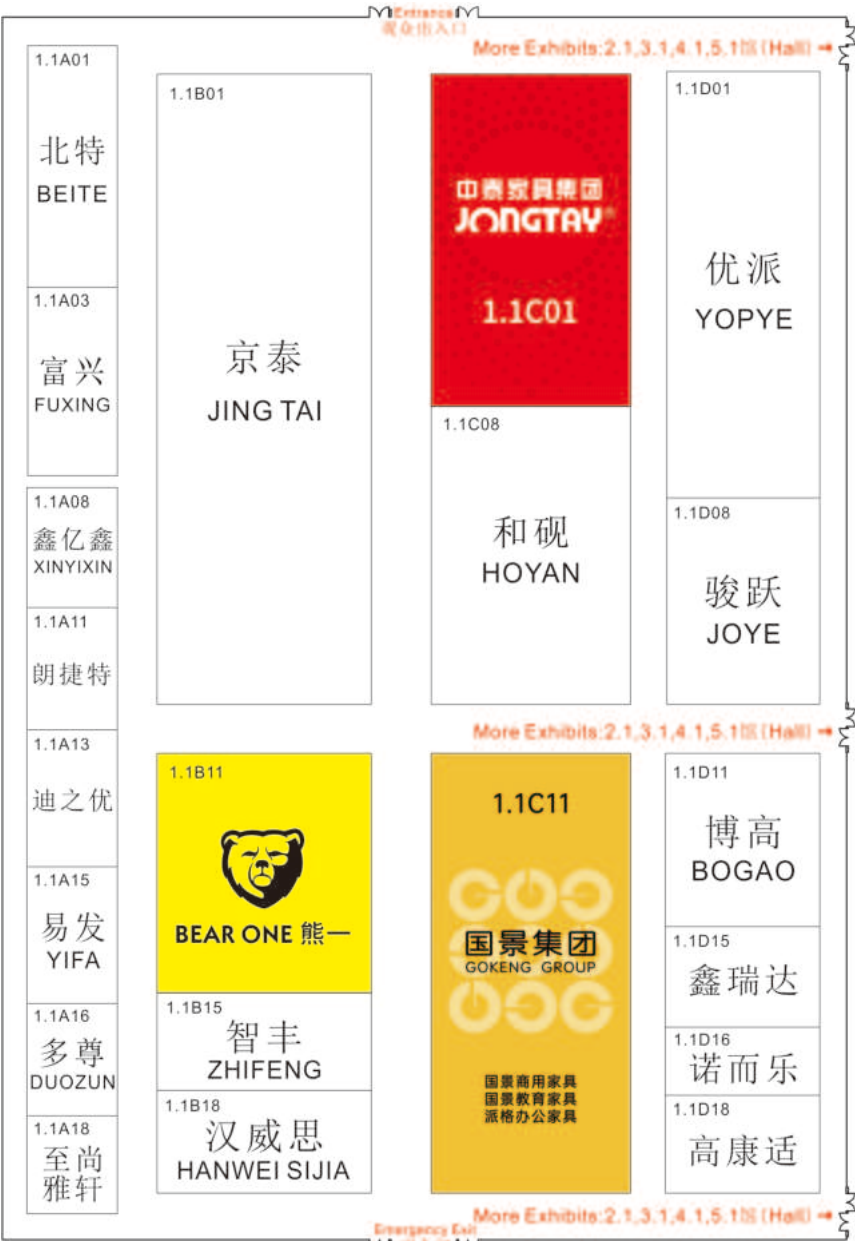 Entrance
观众出入口
More Exhibits:2.1,3.1,4.1,5.1馆(Hall)
1.1A01
北特
BEITE
1.1A03
富兴
FUXING
1.1A08
鑫亿鑫
XINYIXIN
1.1A11
朗捷特
1.1A13
迪之优
1.1A15
易发
YIFA
1.1A16
多尊
DUOZUN
1.1A18
至尚
雅轩
1.1B01
京泰
JING TAI
1.1B11
BEAR ONE 熊一
1.1B15
智丰
ZHIFENG
1.1B18
汉威思
HANWEI SIJIA
中泰家具集团
JONGTAY®
1.1C01
1.1C08
和砚
HOYAN
More Exhibits:2.1,3.1,4.1,5.1馆(Hall)
1.1C11
国景集团
GOKENG GROUP
国景商用家具
国景教育家具
派格办公家具
1.1D01
优派
YOPYE
1.1D08
骏跃
JOYE
1.1D11
博高
BOGAO
1.1D15
鑫瑞达
1.1D16
诺而乐
1.1D18
高康适
More Exhibits:2.1,3.1,4.1,5.1馆(Hall)
Emergency Exit